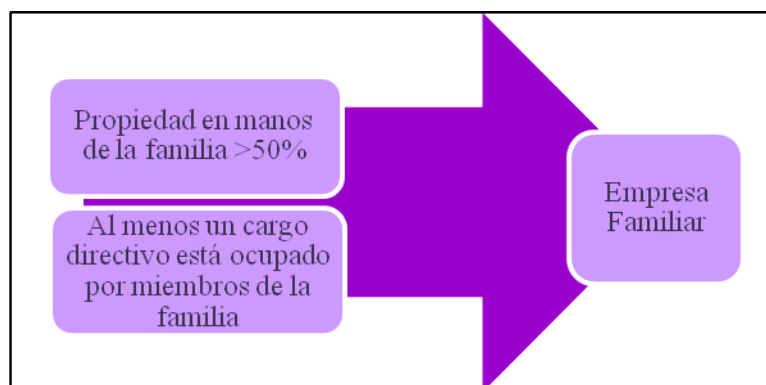 Propiedad en manos
de la familia >50%
Al menos un cargo
directivo está ocupado
por miembros de la
familia
Empresa
Familiar